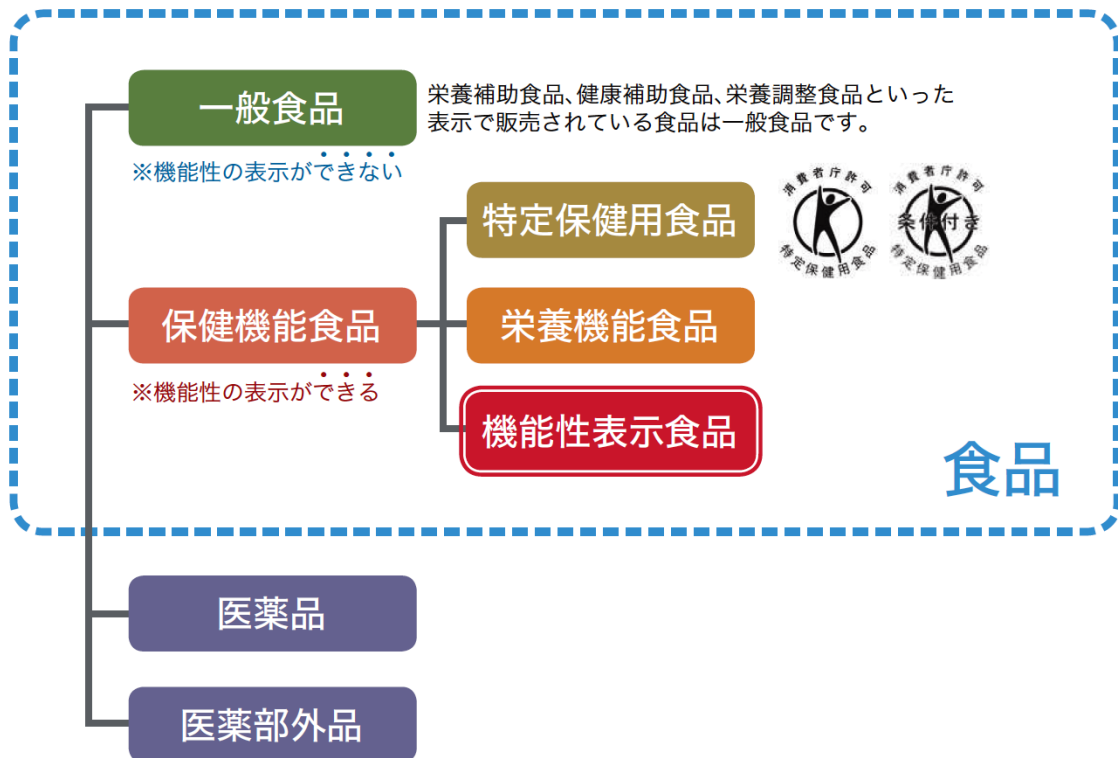 一般食品
栄養補助食品、健康補助食品、栄養調整食品といった
表示で販売されている食品は一般食品です。
※機能性の表示ができない
特定保健用食品
消費者庁許可
特定保健用食品
消費者庁許可
条件付き
特定保健用食品
保健機能食品
※機能性の表示ができる
栄養機能食品
機能性表示食品
食品
医薬品
医薬部外品